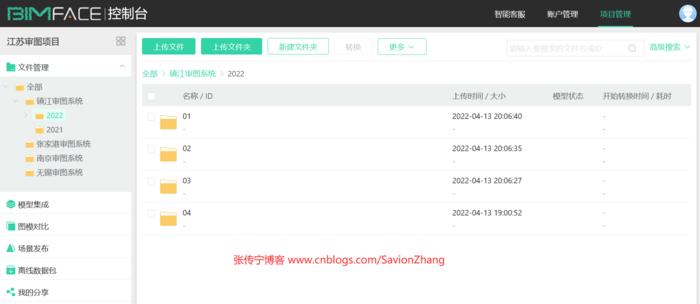 BIMFACE 控制台 智能客服 账户管理 项目管理
江苏审图项目
文件管理
全部
镇江审图系统
2022
2021
张家港审图系统
南京审图系统
无锡审图系统
模型集成
图模对比
场景发布
离线数据包
我的分享
上传文件 上传文件夹 新建文件夹 转换 更多 请输入要搜索的文件名或ID 高级搜索
全部 > 镇江审图系统 > 2022
名称 / ID 上传时间 / 大小 模型状态 开始转换时间 / 耗时
01 2022-04-13 20:06:40 -
- - -
02 2022-04-13 20:06:35 -
- - -
03 2022-04-13 20:06:27 -
- - -
04 2022-04-13 19:00:52 -
- - -
张传宁博客 www.cnblogs.com/SavionZhang